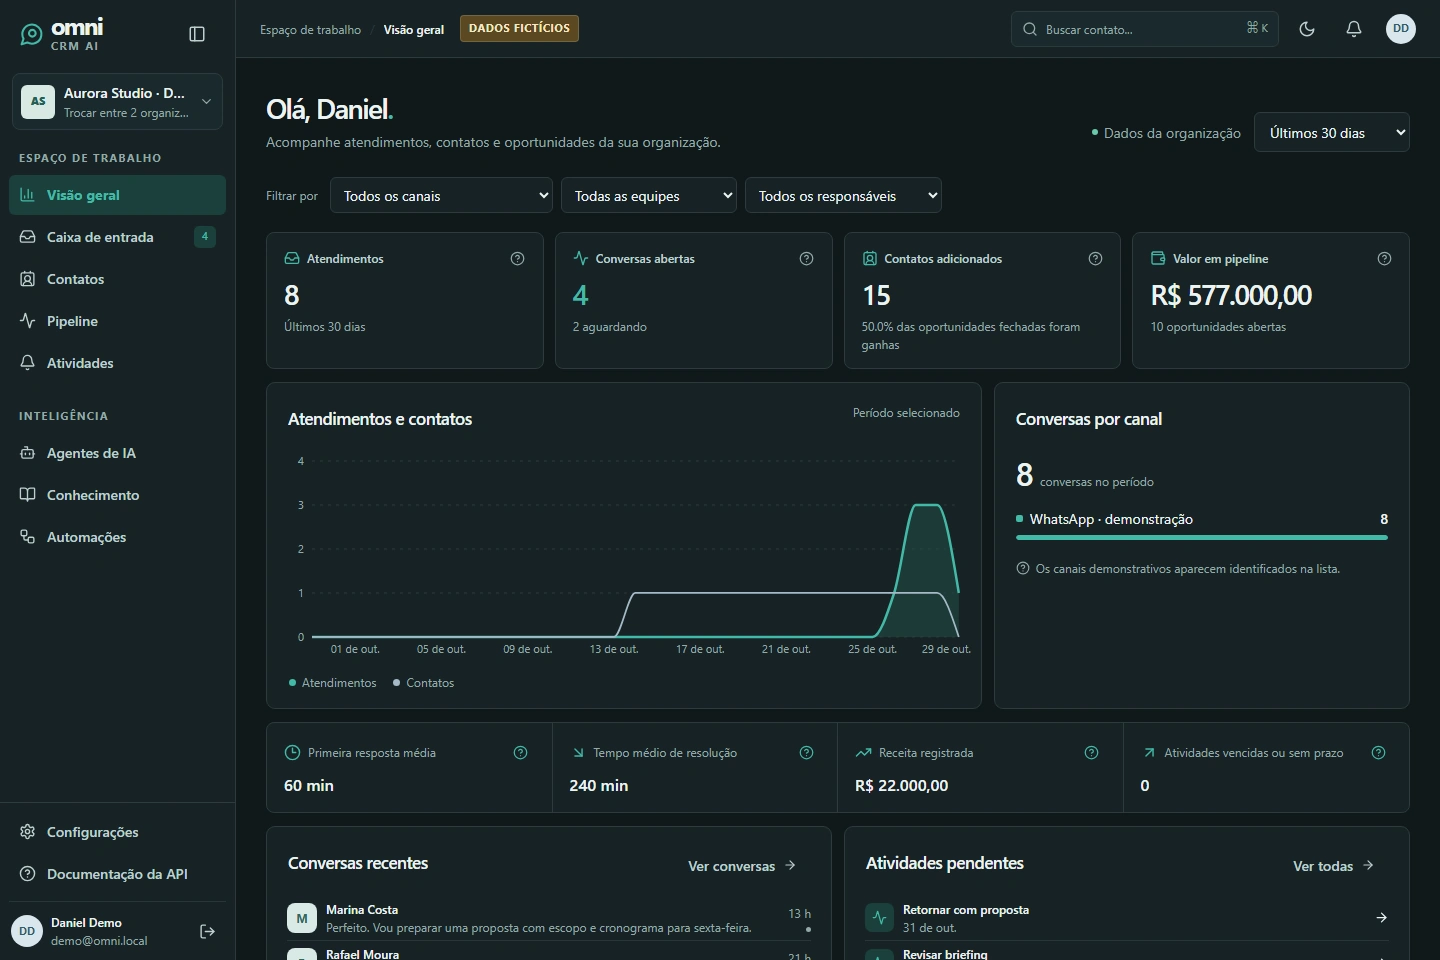 omni
CRM AI
Espaço de trabalho / Visão geral
DADOS FICTÍCIOS
Buscar contato...
⌘ K
DD
AS
Aurora Studio · D...
Trocar entre 2 organiz...
ESPAÇO DE TRABALHO
Visão geral
Caixa de entrada
4
Contatos
Pipeline
Atividades
INTELIGÊNCIA
Agentes de IA
Conhecimento
Automações
Configurações
Documentação da API
DD
Daniel Demo
demo@omni.local
Olá, Daniel.
Acompanhe atendimentos, contatos e oportunidades da sua organização.
Dados da organização
Últimos 30 dias
Filtrar por
Todos os canais
Todas as equipes
Todos os responsáveis
Atendimentos
8
Últimos 30 dias
Conversas abertas
4
2 aguardando
Contatos adicionados
15
50.0% das oportunidades fechadas foram
ganhas
Valor em pipeline
R$ 577.000,00
10 oportunidades abertas
Atendimentos e contatos
Período selecionado
4
3
2
1
0
01 de out.
05 de out.
09 de out.
13 de out.
17 de out.
21 de out.
25 de out.
29 de out.
Atendimentos
Contatos
Conversas por canal
8 conversas no período
WhatsApp · demonstração
8
Os canais demonstrativos aparecem identificados na lista.
Primeira resposta média
60 min
Tempo médio de resolução
240 min
Receita registrada
R$ 22.000,00
Atividades vencidas ou sem prazo
0
Conversas recentes
Ver conversas
M
Marina Costa
13 h
Perfeito. Vou preparar uma proposta com escopo e cronograma para sexta-feira.
Rafael Moura
21 h
Atividades pendentes
Ver todas
Retornar com proposta
31 de out.
Revisar briefing